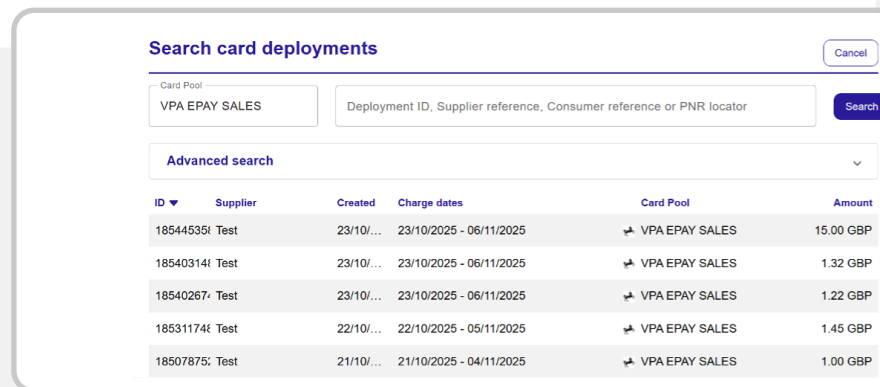 Search card deployments
Cancel
Card Pool
VPA EPAY SALES
Deployment ID, Supplier reference, Consumer reference or PNR locator
Search
Advanced search
ID Supplier Created Charge dates Card Pool Amount
Test 23/10/... 23/10/2025 - 06/11/2025 VPA EPAY SALES 15.00 GBP
Test 23/10/... 23/10/2025 - 06/11/2025 VPA EPAY SALES 1.32 GBP
Test 23/10/... 23/10/2025 - 06/11/2025 VPA EPAY SALES 1.22 GBP
Test 22/10/... 22/10/2025 - 05/11/2025 VPA EPAY SALES 1.45 GBP
Test 21/10/... 21/10/2025 - 04/11/2025 VPA EPAY SALES 1.00 GBP